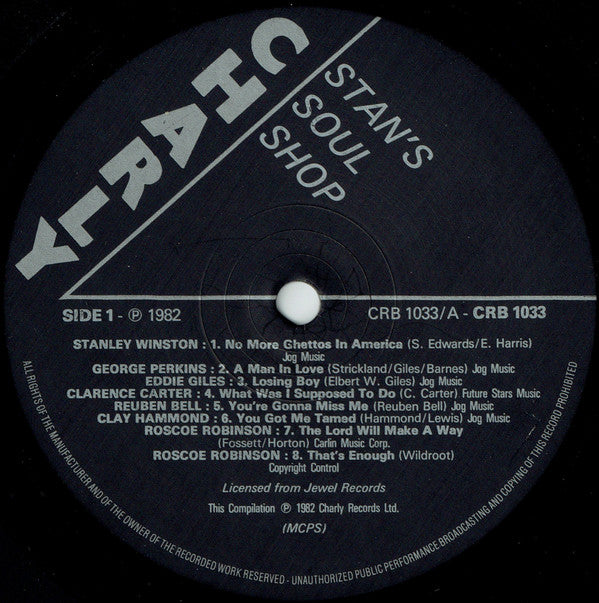 CHARLY
STAN'S
SOUL
SHOP
SIDE 1 - ℗ 1982
CRB 1033/A - CRB 1033
STANLEY WINSTON : 1. No More Ghettos In America (S. Edwards/E. Harris)
Jog Music
GEORGE PERKINS : 2. A Man In Love (Strickland/Giles/Barnes) Jog Music
EDDIE GILES : 3. Losing Boy (Elbert W. Giles) Jog Music
CLARENCE CARTER : 4. What Was I Supposed To Do (C. Carter) Future Stars Music
REUBEN BELL : 5. You're Gonna Miss Me (Reuben Bell) Jog Music
CLAY HAMMOND : 6. You Got Me Tamed (Hammond/Lewis) Jog Music
ROSCOE ROBINSON : 7. The Lord Will Make A Way
(Fossett/Horton) Carlin Music Corp.
ROSCOE ROBINSON : 8. That's Enough (Wildroot)
Copyright Control
Licensed from Jewel Records
This Compilation ℗ 1982 Charly Records Ltd.
(MCPS)
ALL RIGHTS OF THE MANUFACTURER AND OF THE OWNER OF THE RECORDED WORK RESERVED - UNAUTHORIZED PUBLIC PERFORMANCE BROADCASTING AND COPYING OF THIS RECORD PROHIBITED